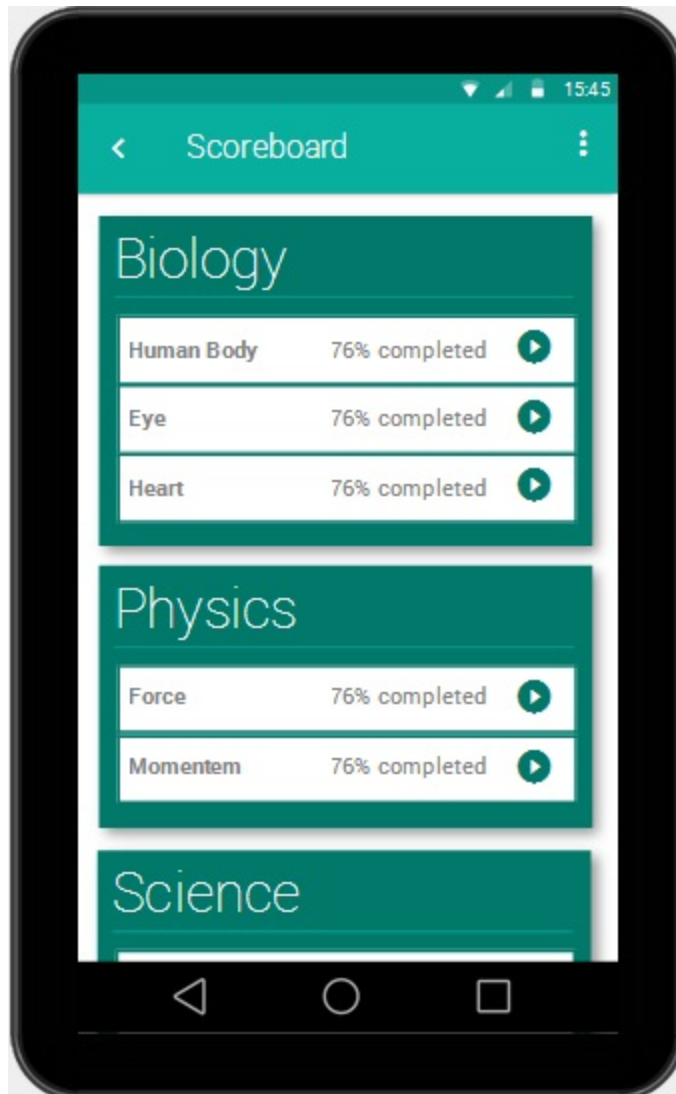 15:45
Scoreboard
Biology
Human Body 76% completed
Eye 76% completed
Heart 76% completed
Physics
Force 76% completed
Momentem 76% completed
Science